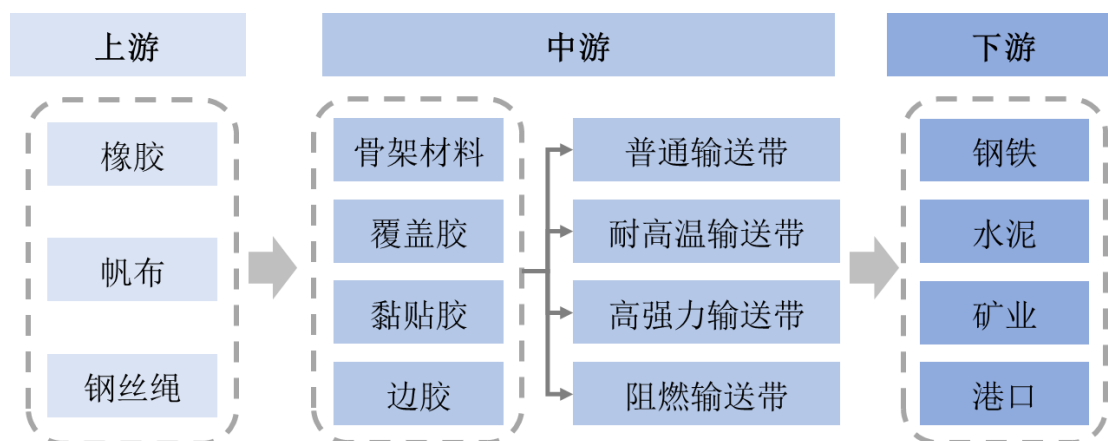 上游
中游
下游
橡胶
帆布
钢丝绳
骨架材料
覆盖胶
黏贴胶
边胶
普通输送带
耐高温输送带
高强力输送带
阻燃输送带
钢铁
水泥
矿业
港口